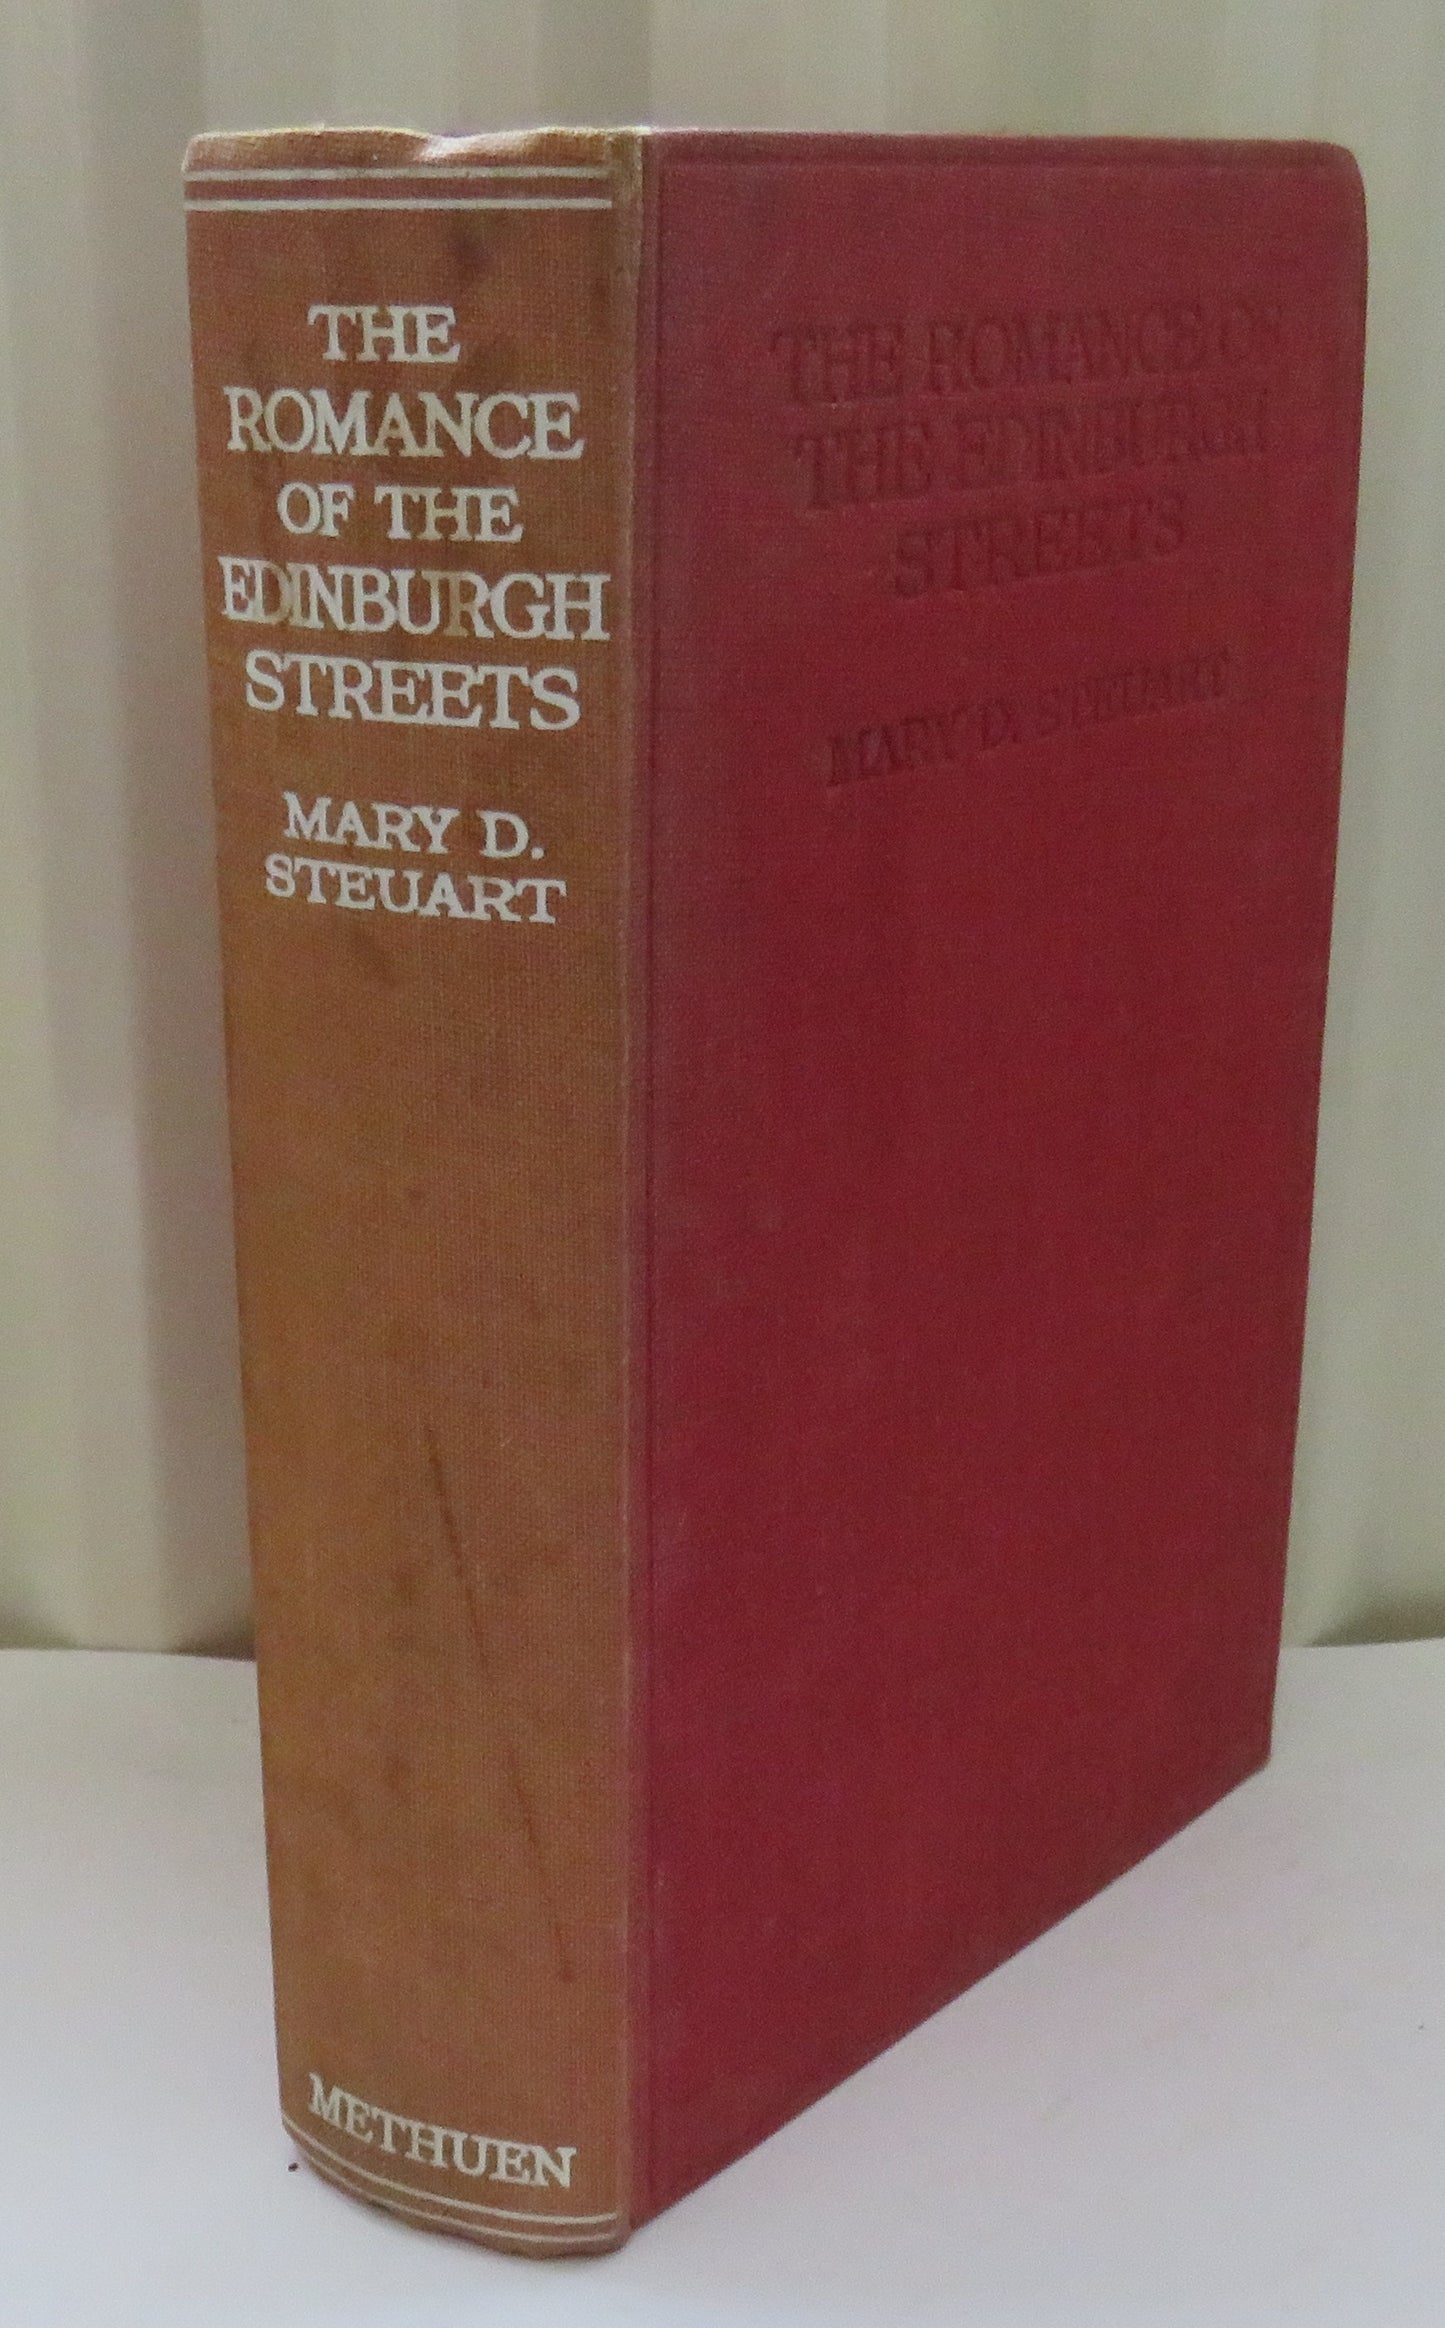 THE
ROMANCE
OF THE
EDINBURGH
STREETS
MARY D.
STEUART
METHUEN
THE ROMANCE OF
THE EDINBURGH
STREETS
MARY D. STEUART